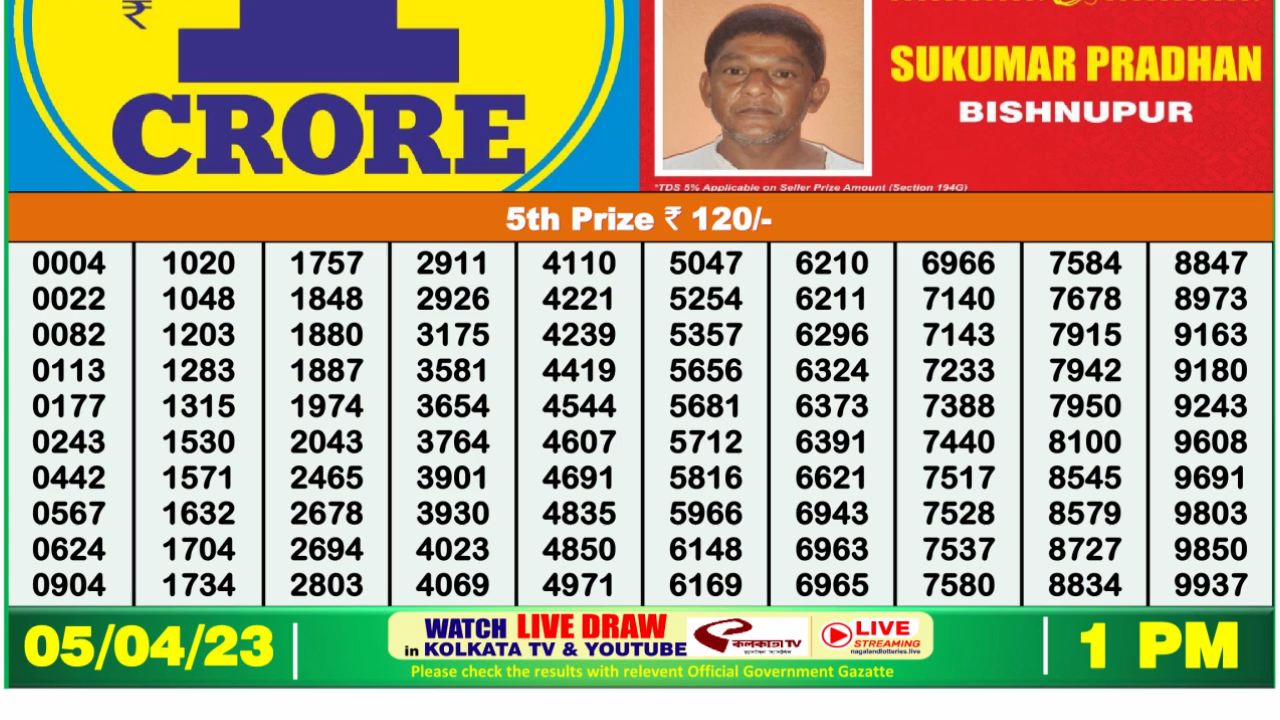 ₹
CRORE
SUKUMAR PRADHAN
BISHNUPUR
*TDS 5% Applicable on Seller Prize Amount (Section 194G)
5th Prize ₹ 120/-
0004 1020 1757 2911 4110 5047 6210 6966 7584 8847
0022 1048 1848 2926 4221 5254 6211 7140 7678 8973
0082 1203 1880 3175 4239 5357 6296 7143 7915 9163
0113 1283 1887 3581 4419 5656 6324 7233 7942 9180
0177 1315 1974 3654 4544 5681 6373 7388 7950 9243
0243 1530 2043 3764 4607 5712 6391 7440 8100 9608
0442 1571 2465 3901 4691 5816 6621 7517 8545 9691
0567 1632 2678 3930 4835 5966 6943 7528 8579 9803
0624 1704 2694 4023 4850 6148 6963 7537 8727 9850
0904 1734 2803 4069 4971 6169 6965 7580 8834 9937
05/04/23
WATCH LIVE DRAW
in KOLKATA TV & YOUTUBE
কলকাতা TV
LIVE
STREAMING
nagalandlotteries.live
Please check the results with relevent Official Government Gazatte
1 PM